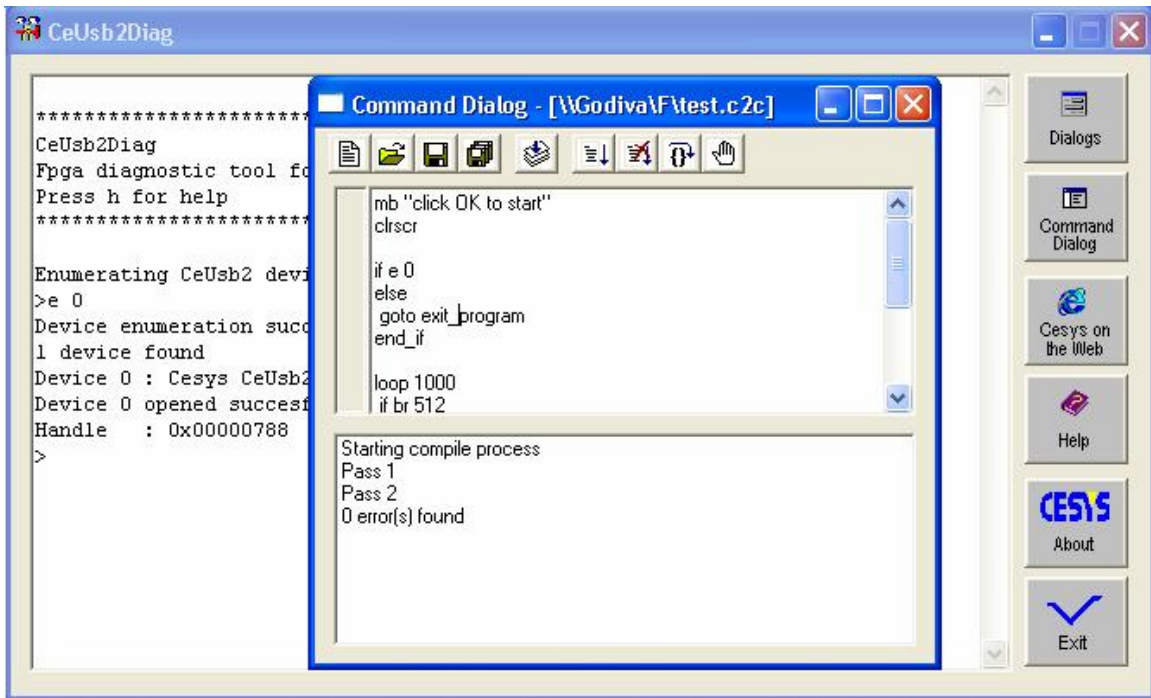 CeUsb2Diag
************************
CeUsb2Diag
Fpga diagnostic tool fo
Press h for help
************************
Enumerating CeUsb2 devi
>e 0
Device enumeration succ
1 device found
Device 0 : Cesys CeUsb2
Device 0 opened succesf
Handle   : 0x00000788
>
Command Dialog - [\\Godiva\F\test.c2c]
mb "click OK to start"
clrscr
if e 0
else
goto exit_program
end_if
loop 1000
if br 512
Starting compile process
Pass 1
Pass 2
0 error(s) found
Dialogs
Command
Dialog
Cesys on
the Web
Help
CESYS
About
Exit